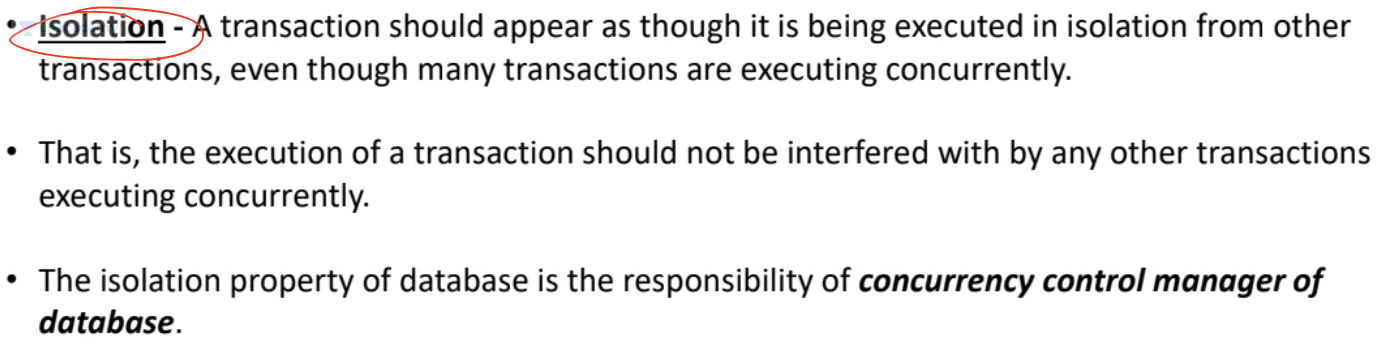 • Isolation - A transaction should appear as though it is being executed in isolation from other
transactions, even though many transactions are executing concurrently.
• That is, the execution of a transaction should not be interfered with by any other transactions
executing concurrently.
• The isolation property of database is the responsibility of concurrency control manager of
database.